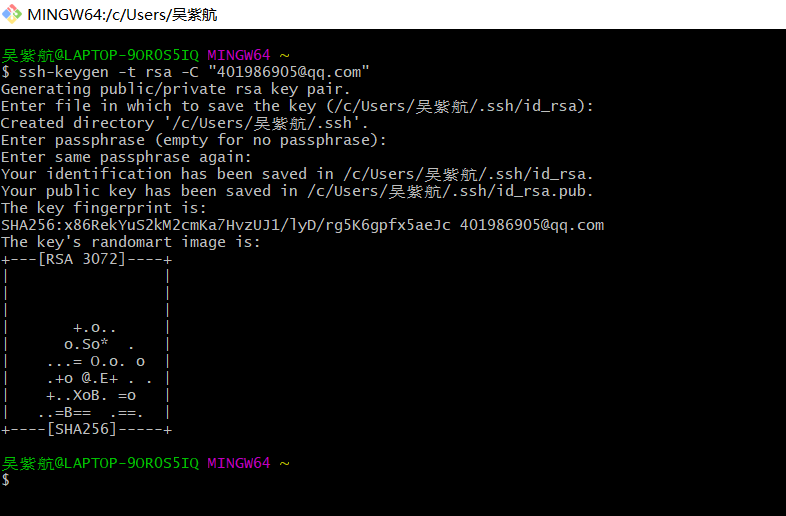 MINGW64:/c/Users/吴紫航
吴紫航@LAPTOP-9OR0S5IQ MINGW64 ~
$ ssh-keygen -t rsa -C "401986905@qq.com"
Generating public/private rsa key pair.
Enter file in which to save the key (/c/Users/吴紫航/.ssh/id_rsa):
Created directory '/c/Users/吴紫航/.ssh'.
Enter passphrase (empty for no passphrase):
Enter same passphrase again:
Your identification has been saved in /c/Users/吴紫航/.ssh/id_rsa.
Your public key has been saved in /c/Users/吴紫航/.ssh/id_rsa.pub.
The key fingerprint is:
SHA256:x86RekYuS2kM2cmKa7HvzUJ1/lyD/rg5K6gpfx5aeJc 401986905@qq.com
The key's randomart image is:
+---[RSA 3072]----+
|                 |
|                 |
|                 |
|       +.o..     |
|      o.So*  .   |
|    ...= O.o. o  |
|    .+o @.E+ . . |
|    +..XoB. =o   |
|   ..=B==  .==.  |
+----[SHA256]-----+
吴紫航@LAPTOP-9OR0S5IQ MINGW64 ~
$